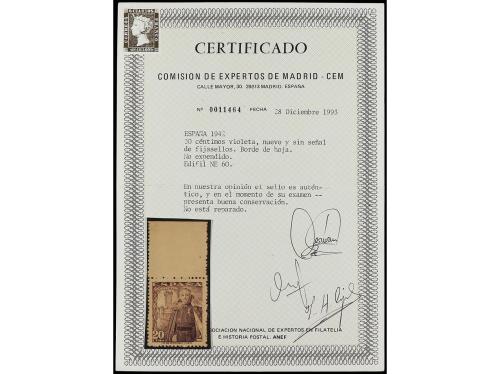 CERTIFICADO
COMISION DE EXPERTOS DE MADRID - CEM
CALLE MAYOR, 30. 28013 MADRID. ESPAÑA
Nº 0011464 FECHA 28 Diciembre 1993
ESPAÑA 1942
20 céntimos violeta, nuevo y sin señal
de fijasellos. Borde de hoja.
No expendido.
Edifil NE 60.
En nuestra opinión el sello es autén-
tico, y en el momento de su examen --
presenta buena conservación.
No está reparado.
20
ASOCIACION NACIONAL DE EXPERTOS EN FILATELIA
E HISTORIA POSTAL. ANEF